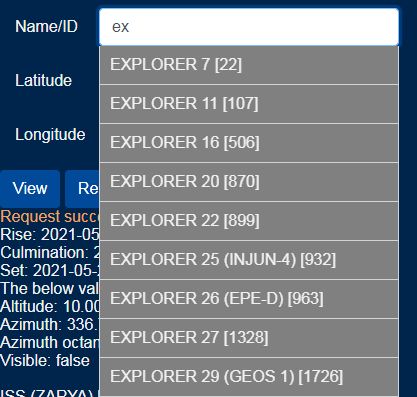 Name/ID
ex
EXPLORER 7 [22]
EXPLORER 11 [107]
EXPLORER 16 [506]
EXPLORER 20 [870]
EXPLORER 22 [899]
EXPLORER 25 (INJUN-4) [932]
EXPLORER 26 (EPE-D) [963]
EXPLORER 27 [1328]
EXPLORER 29 (GEOS 1) [1726]
Latitude
Longitude
View
Re
Request succe
Rise: 2021-05
Culmination: 2
Set: 2021-05-
The below val
Altitude: 10.00
Azimuth: 336.
Azimuth octan
Visible: false
ISS (ZARYA)